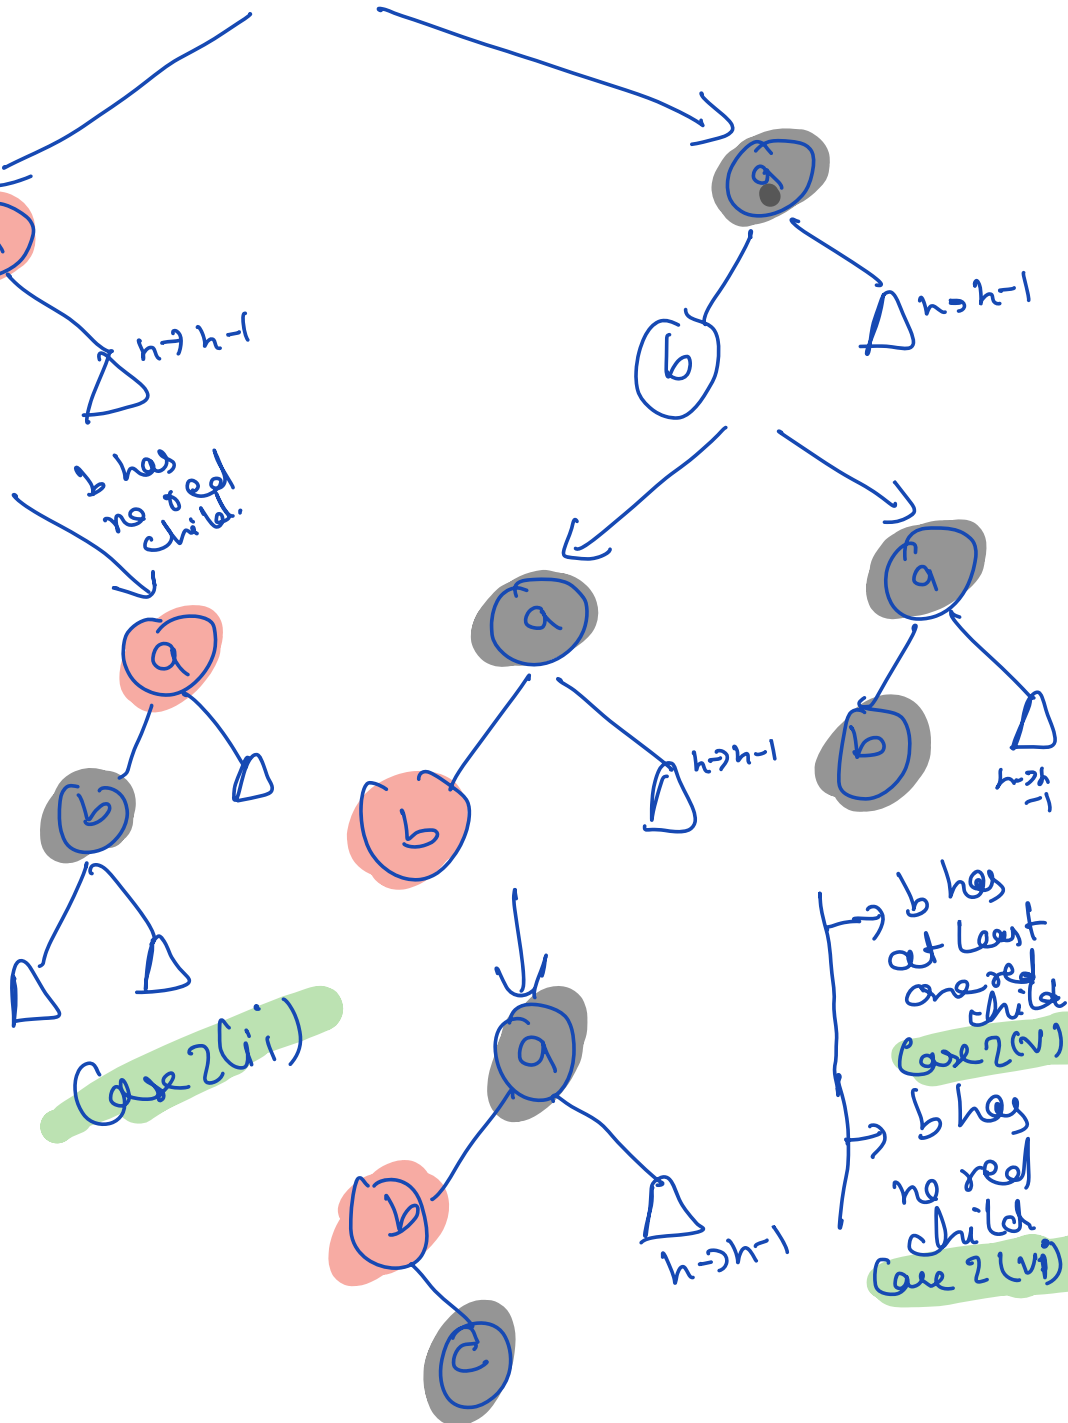 a
h→h-1
b
h→h-1
b has
no red
child.
a
a
a
b
h→h-1
b
b
h→h
-1
b has
at least
one red
child
Case 2(v)
Case 2(ii)
a
b has
no red
child
Case 2(vi)
b
h→h-1
c